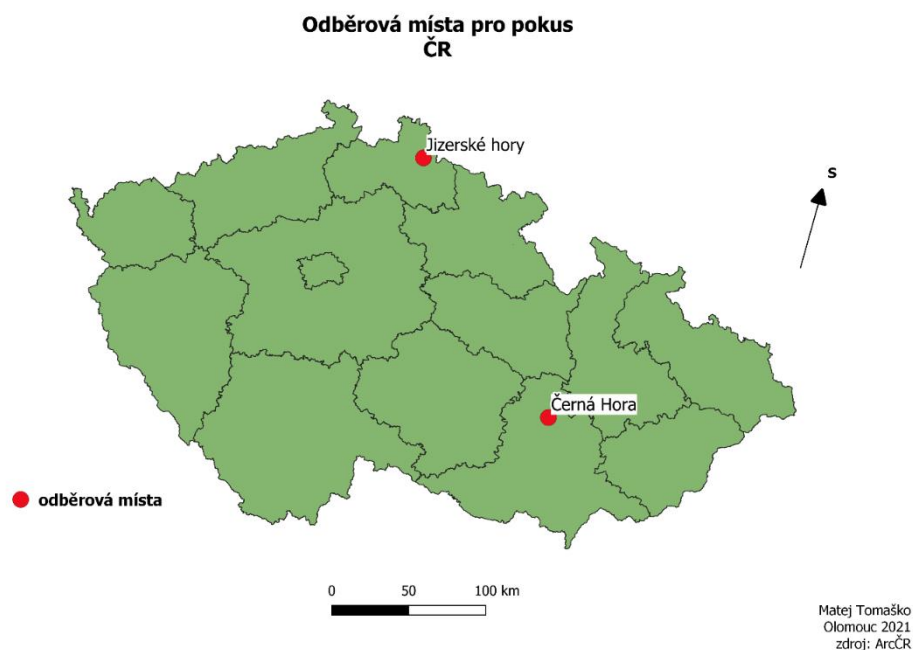 Odběrová místa pro pokus
ČR
Jizerské hory
S
Černá Hora
odběrová místa
0 50 100 km
Matej Tomaško
Olomouc 2021
zdroj: ArcČR